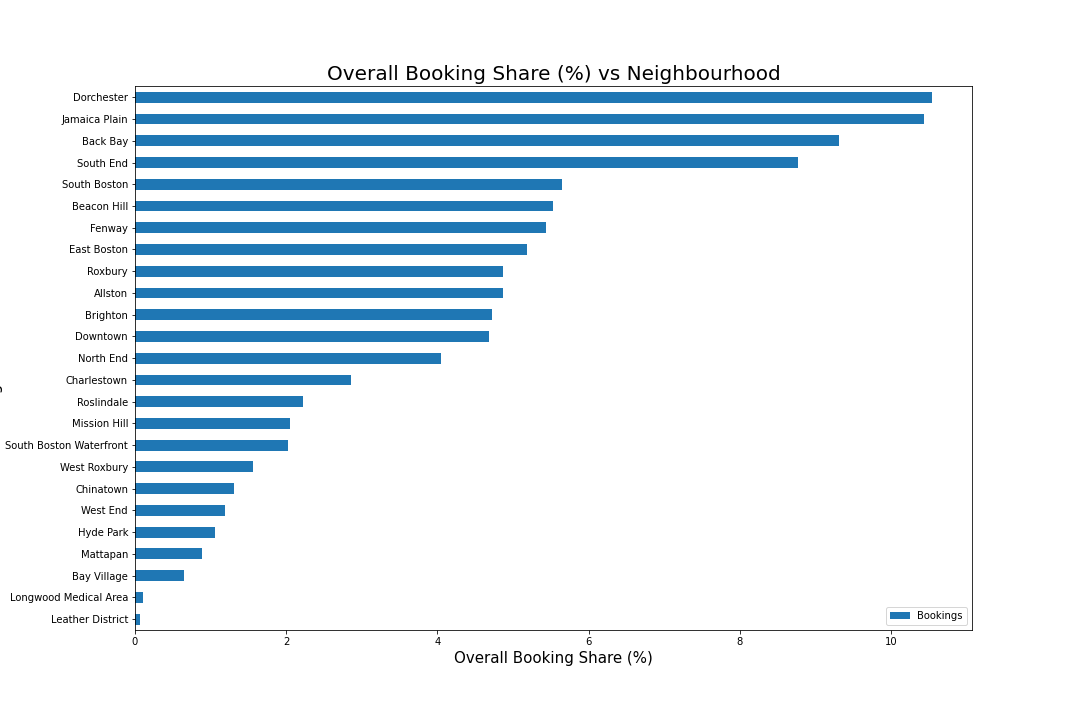 Overall Booking Share (%) vs Neighbourhood
Dorchester
Jamaica Plain
Back Bay
South End
South Boston
Beacon Hill
Fenway
East Boston
Roxbury
Allston
Brighton
Downtown
North End
Charlestown
Roslindale
Mission Hill
South Boston Waterfront
West Roxbury
Chinatown
West End
Hyde Park
Mattapan
Bay Village
Longwood Medical Area
Leather District
Bookings
0 2 4 6 8 10
Overall Booking Share (%)